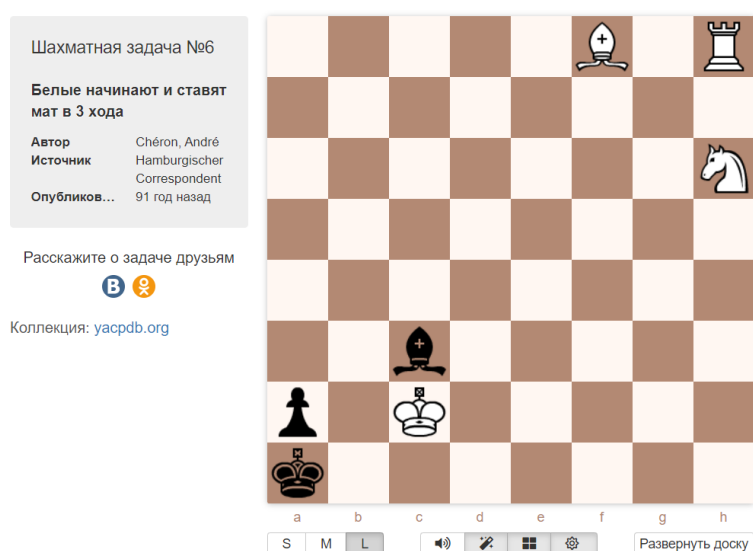 Шахматная задача №6
Белые начинают и ставят
мат в 3 хода
Автор Chéron, André
Источник Hamburgischer
Correspondent
Опубликов... 91 год назад
Расскажите о задаче друзьям
В
Коллекция: yacpdb.org
a b c d e f g h
S M L
Развернуть доску